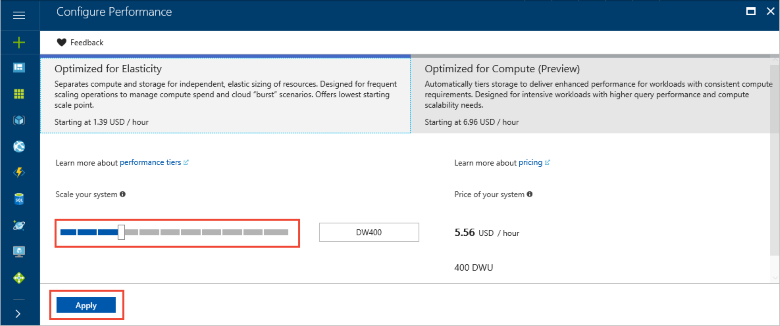 Configure Performance
Feedback
Optimized for Elasticity
Separates compute and storage for independent, elastic sizing of resources. Designed for frequent
scaling operations to manage compute spend and cloud "burst" scenarios. Offers lowest starting
scale point.
Starting at 1.39 USD / hour
Optimized for Compute (Preview)
Automatically tiers storage to deliver enhanced performance for workloads with consistent compute
requirements. Designed for intensive workloads with higher query performance and compute
scalability needs.
Starting at 6.96 USD / hour
Learn more about performance tiers
Learn more about pricing
Scale your system
Price of your system
DW400
5.56 USD / hour
400 DWU
Apply